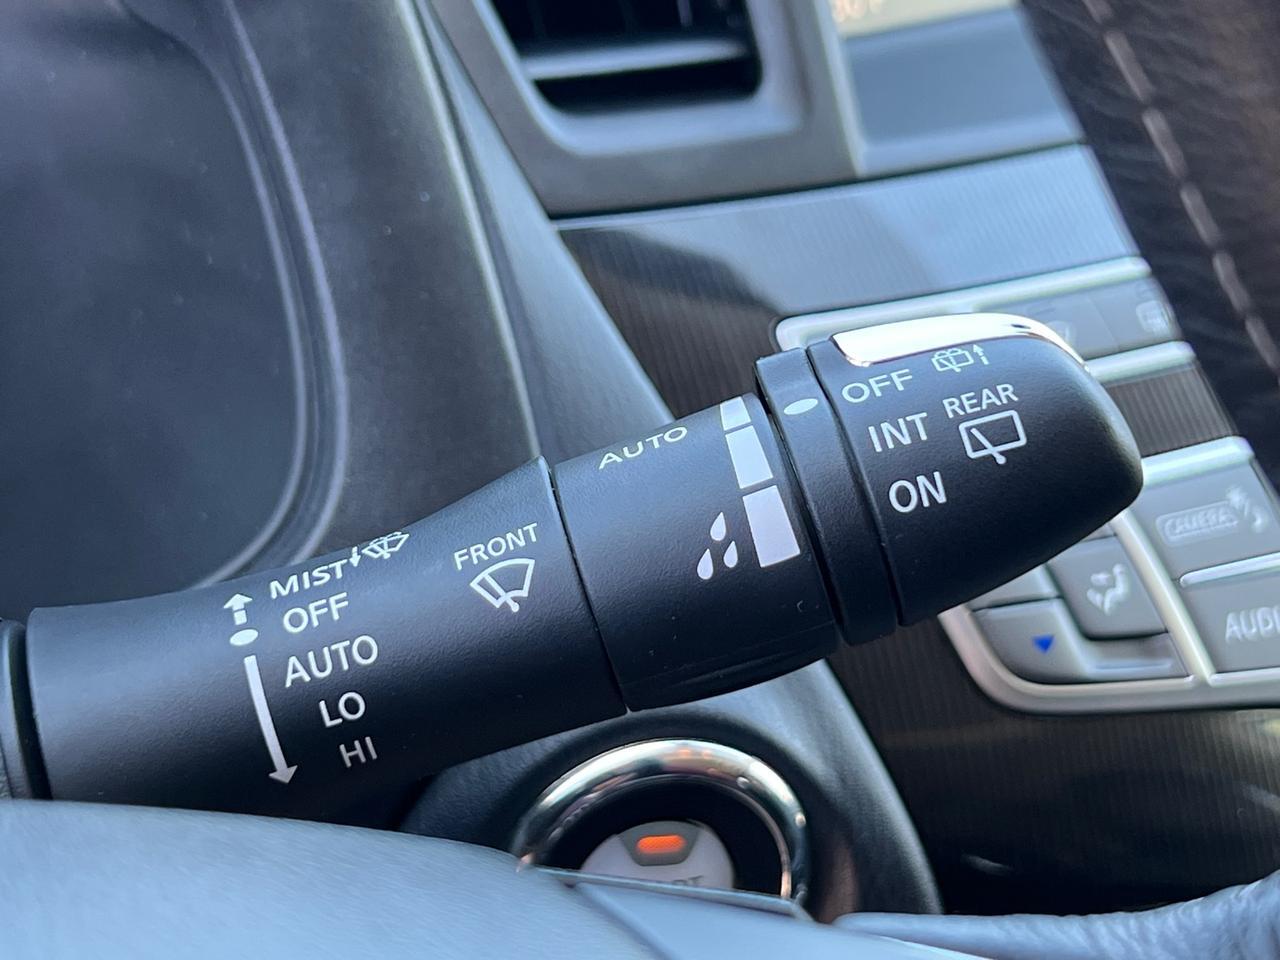 OFF
INT REAR
ON
AUTO
FRONT
MIST
OFF
AUTO
LO
HI
CAMERA